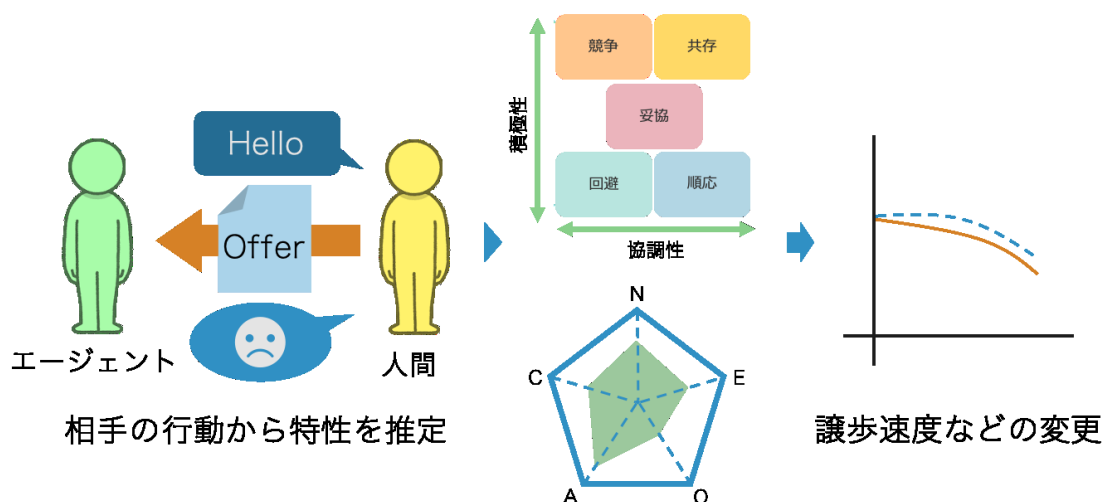 Hello
Offer
エージェント
人間
相手の行動から特性を推定
積極性
競争
共存
妥協
回避
順応
協調性
N
C
E
A
O
譲歩速度などの変更